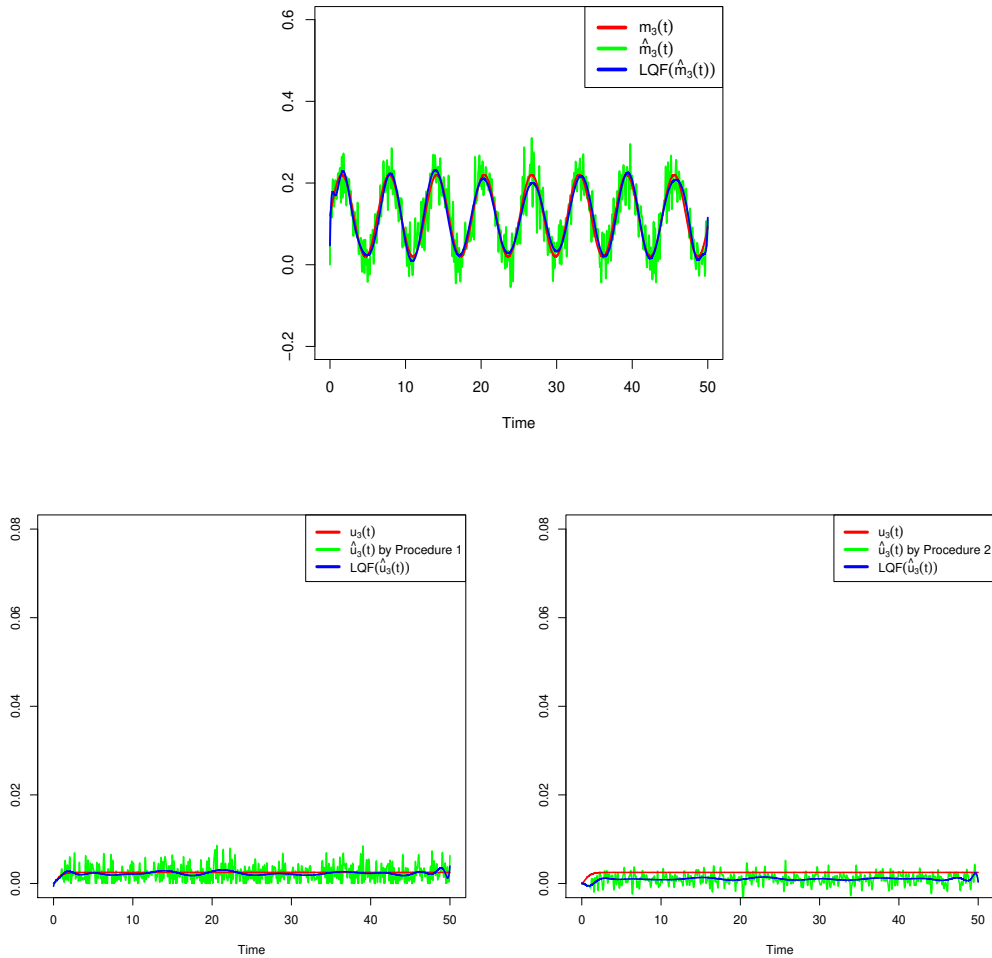 m₃(t)
m̂₃(t)
LQF(m̂₃(t))
0.6
0.4
0.2
0.0
−0.2
0 10 20 30 40 50
Time
u₃(t)
û₃(t) by Procedure 1
LQF(û₃(t))
0.08
0.06
0.04
0.02
0.00
0 10 20 30 40 50
Time
u₃(t)
û₃(t) by Procedure 2
LQF(û₃(t))
0.08
0.06
0.04
0.02
0.00
0 10 20 30 40 50
Time